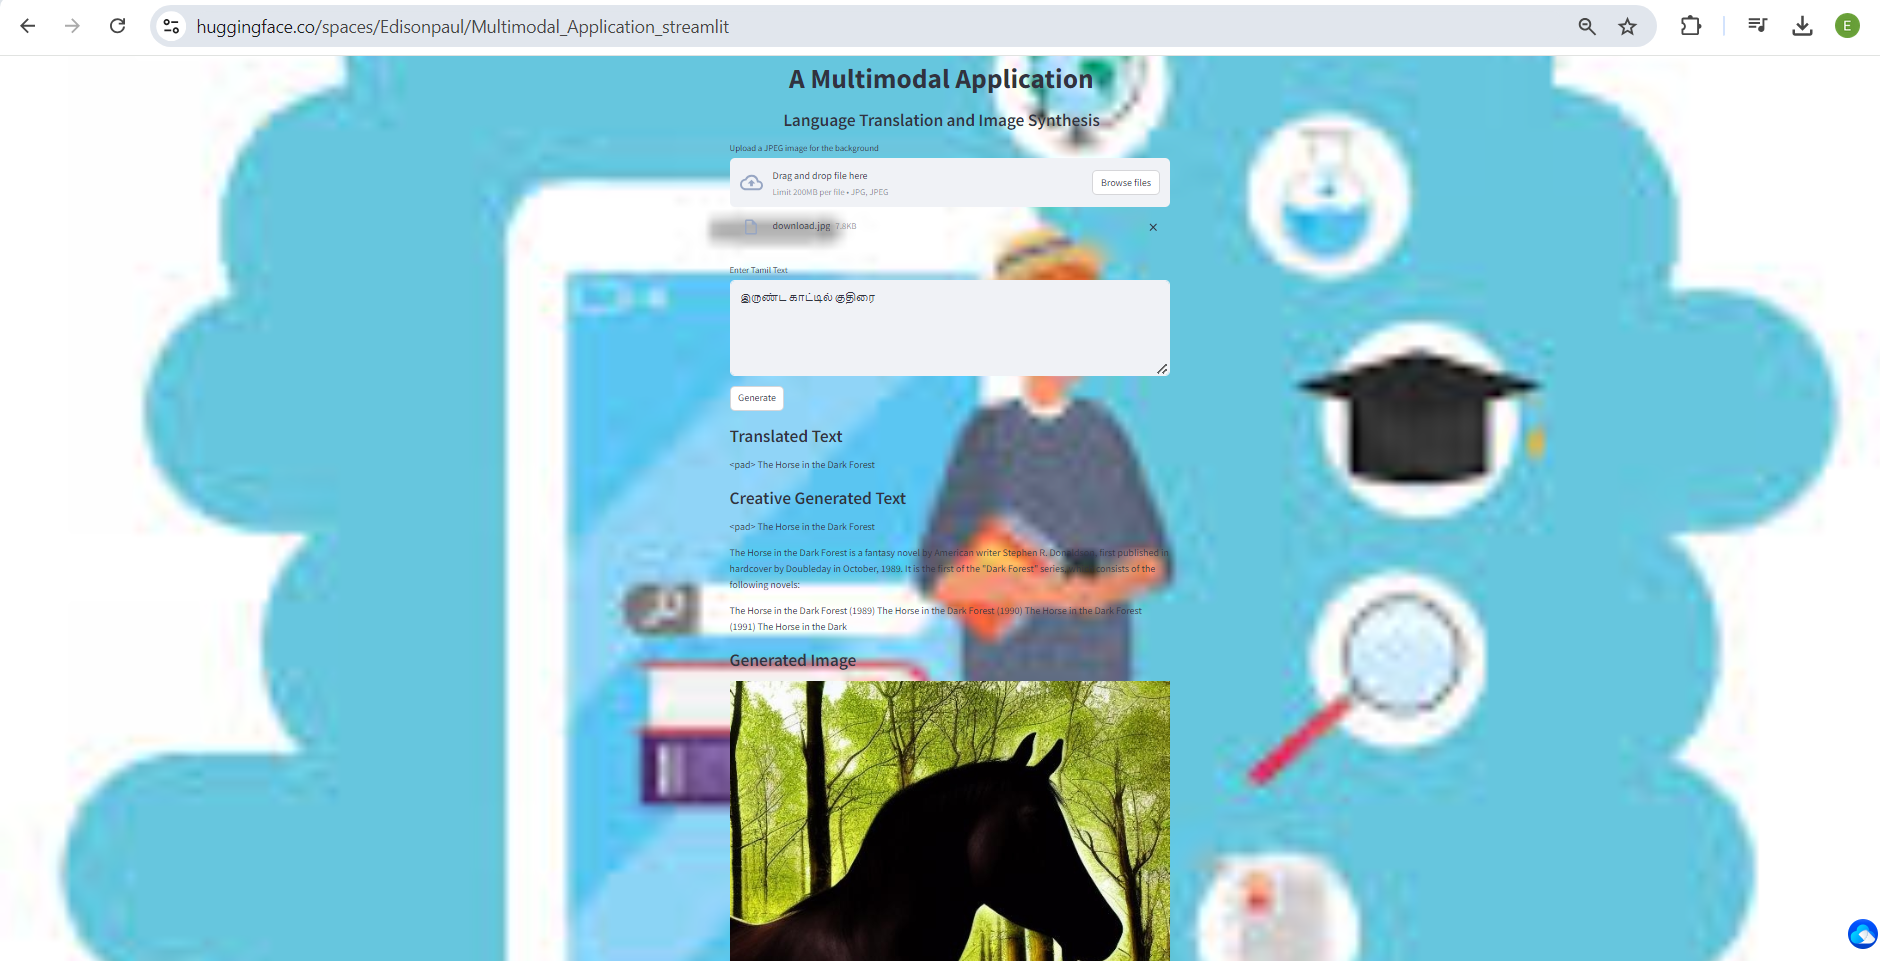 huggingface.co/spaces/Edisonpaul/Multimodal_Application_streamlit
E
A Multimodal Application
Language Translation and Image Synthesis
Upload a JPEG image for the background
Drag and drop file here
Limit 200MB per file • JPG, JPEG
Browse files
download.jpg 7.8KB
Enter Tamil Text
இருண்ட காட்டில் குதிரை
Generate
Translated Text
<pad> The Horse in the Dark Forest
Creative Generated Text
<pad> The Horse in the Dark Forest
The Horse in the Dark Forest is a fantasy novel by American writer Stephen R. Donaldson, first published in
hardcover by Doubleday in October, 1989. It is the first of the "Dark Forest" series, consists of the
following novels:
The Horse in the Dark Forest (1989) The Horse in the Dark Forest (1990) The Horse in the Dark Forest
(1991) The Horse in the Dark
Generated Image